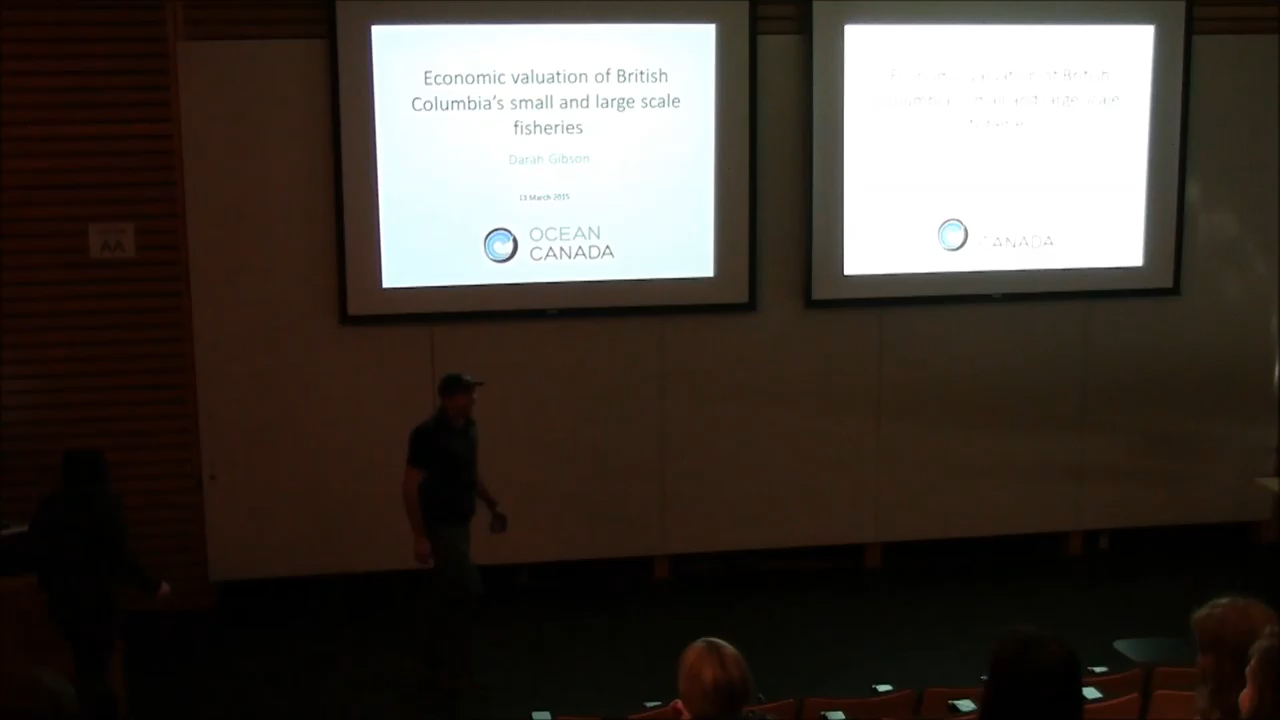 Economic valuation of British
Columbia's small and large scale
fisheries
Darah Gibson
13 March 2015
OCEAN
CANADA
AA
CANADA